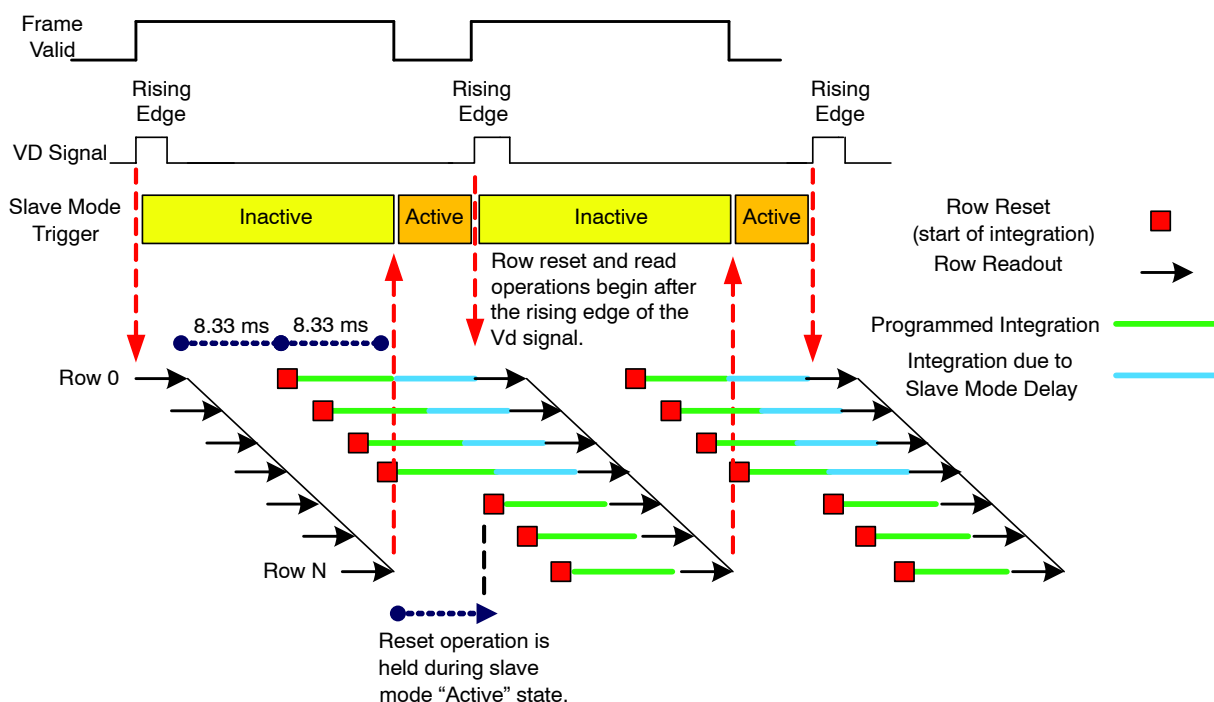 Frame
Valid
Rising
Edge
Rising
Edge
Rising
Edge
VD Signal
Slave Mode
Trigger
Inactive
Active
Inactive
Active
Row Reset
(start of integration)
Row Readout
Programmed Integration
Integration due to
Slave Mode Delay
Row reset and read
operations begin after
the rising edge of the
Vd signal.
8.33 ms
8.33 ms
Row 0
Row N
Reset operation is
held during slave
mode “Active” state.